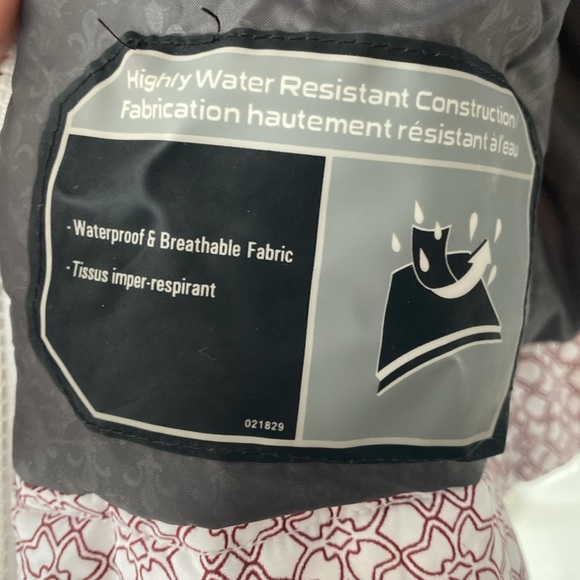 Highly Water Resistant Construction/
Fabrication hautement résistant à l'eau
· Waterproof & Breathable Fabric
· Tissus imper-respirant
021829